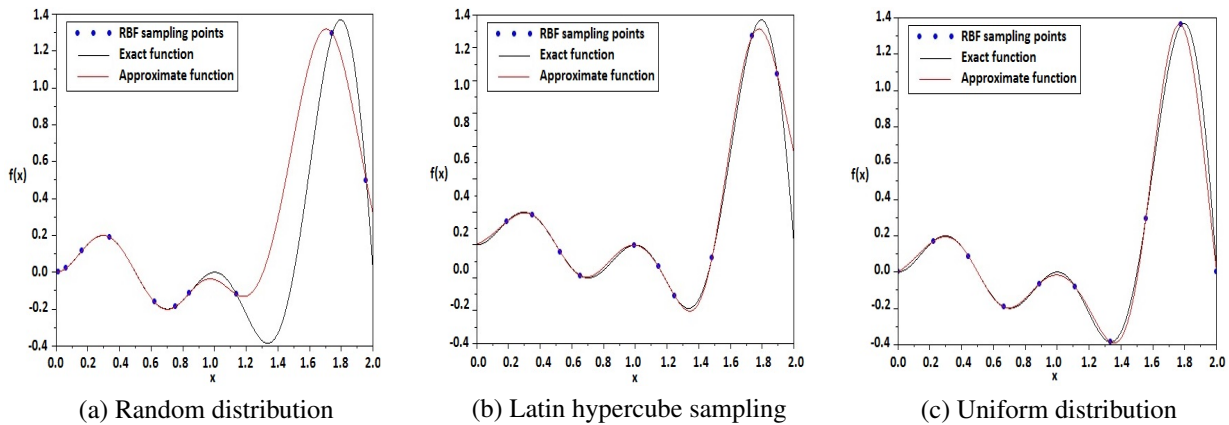 1.4
1.2
1.0
0.8
0.6
f(x)
0.4
0.2
0.0
-0.2
-0.4
0.0 0.2 0.4 0.6 0.8 1.0 1.2 1.4 1.6 1.8 2.0
x
RBF sampling points
Exact function
Approximate function
(a) Random distribution
1.4
1.2
1.0
0.8
0.6
f(x)
0.4
0.2
0.0
-0.2
-0.4
0.0 0.2 0.4 0.6 0.8 1.0 1.2 1.4 1.6 1.8 2.0
x
RBF sampling points
Exact function
Approximate function
(b) Latin hypercube sampling
1.4
1.2
1.0
0.8
0.6
f(x)
0.4
0.2
0.0
-0.2
-0.4
0.0 0.2 0.4 0.6 0.8 1.0 1.2 1.4 1.6 1.8 2.0
x
RBF sampling points
Exact function
Approximate function
(c) Uniform distribution